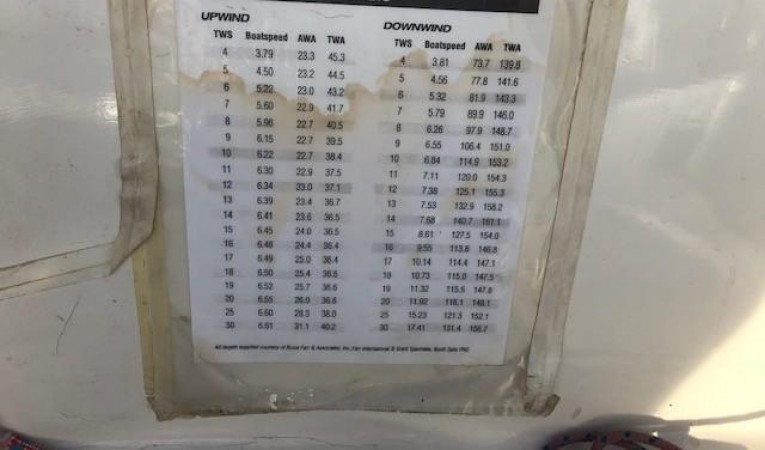 UPWIND
TWS Boatspeed AWA TWA
4 3.79 23.3 45.3
5 4.50 23.2 44.5
6 5.22 23.0 43.2
7 5.60 22.9 41.7
8 5.96 22.7 40.5
9 6.15 22.7 39.5
10 6.22 22.7 38.4
11 6.30 22.9 37.5
12 6.34 23.0 37.1
13 6.39 23.4 36.7
14 6.41 23.6 36.5
15 6.45 24.0 36.5
16 6.46 24.4 36.4
17 6.49 25.0 36.4
18 6.50 25.4 36.5
19 6.52 25.7 36.6
20 6.55 26.0 36.6
25 6.60 28.3 38.0
30 6.61 31.1 40.2
DOWNWIND
TWS Boatspeed AWA TWA
4 3.81 73.7 139.8
5 4.56 77.8 141.6
6 5.32 81.9 143.3
7 5.79 89.9 146.0
8 6.26 97.9 148.7
9 6.55 106.4 151.0
10 6.84 114.9 153.2
11 7.11 120.0 154.3
12 7.38 125.1 155.3
13 7.53 132.9 158.2
14 7.68 140.7 161.1
15 8.61 127.5 154.0
16 9.55 113.8 146.8
17 10.14 114.4 147.1
18 10.73 115.0 147.5
19 11.32 115.5 147.8
20 11.92 116.1 148.1
25 15.23 121.3 152.1
30 17.41 131.4 156.7
All targets supplied courtesy of Bruce Farr & Associates, Inc./Farr International &